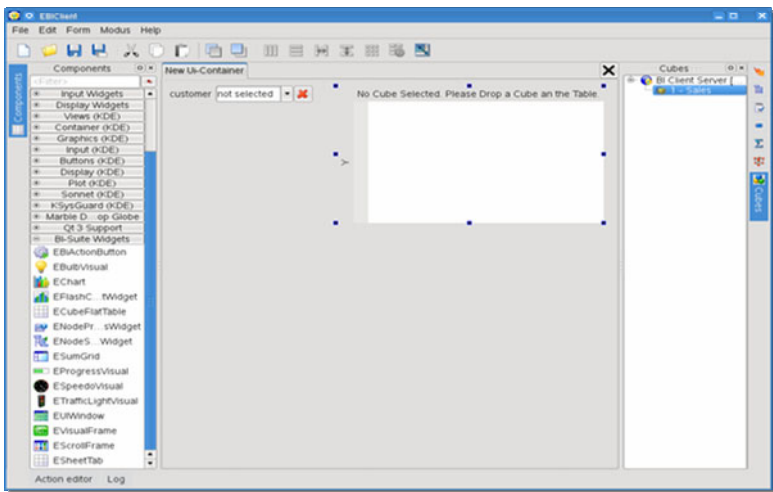 EBIClient
File Edit Form Modus Help
Components
<Filter>
Input Widgets
Display Widgets
Views (KDE)
Container (KDE)
Graphics (KDE)
Input (KDE)
Buttons (KDE)
Display (KDE)
Plot (KDE)
Sonnet (KDE)
KSysGuard (KDE)
Marble D...op Globe
Qt 3 Support
BI-Suite Widgets
EBiActionButton
EBulbVisual
EChart
EFlashC...tWidget
ECubeFlatTable
ENodePr...sWidget
ENodeS...Widget
ESumGrid
EProgressVisual
ESpeedoVisual
ETrafficLightVisual
EUIWindow
EVisualFrame
EScrollFrame
ESheetTab
Components
New Ui-Container
customer not selected
No Cube Selected. Please Drop a Cube an the Table.
Y
Cubes
BI Client Server [
1 - Sales
Cubes
Action editor Log